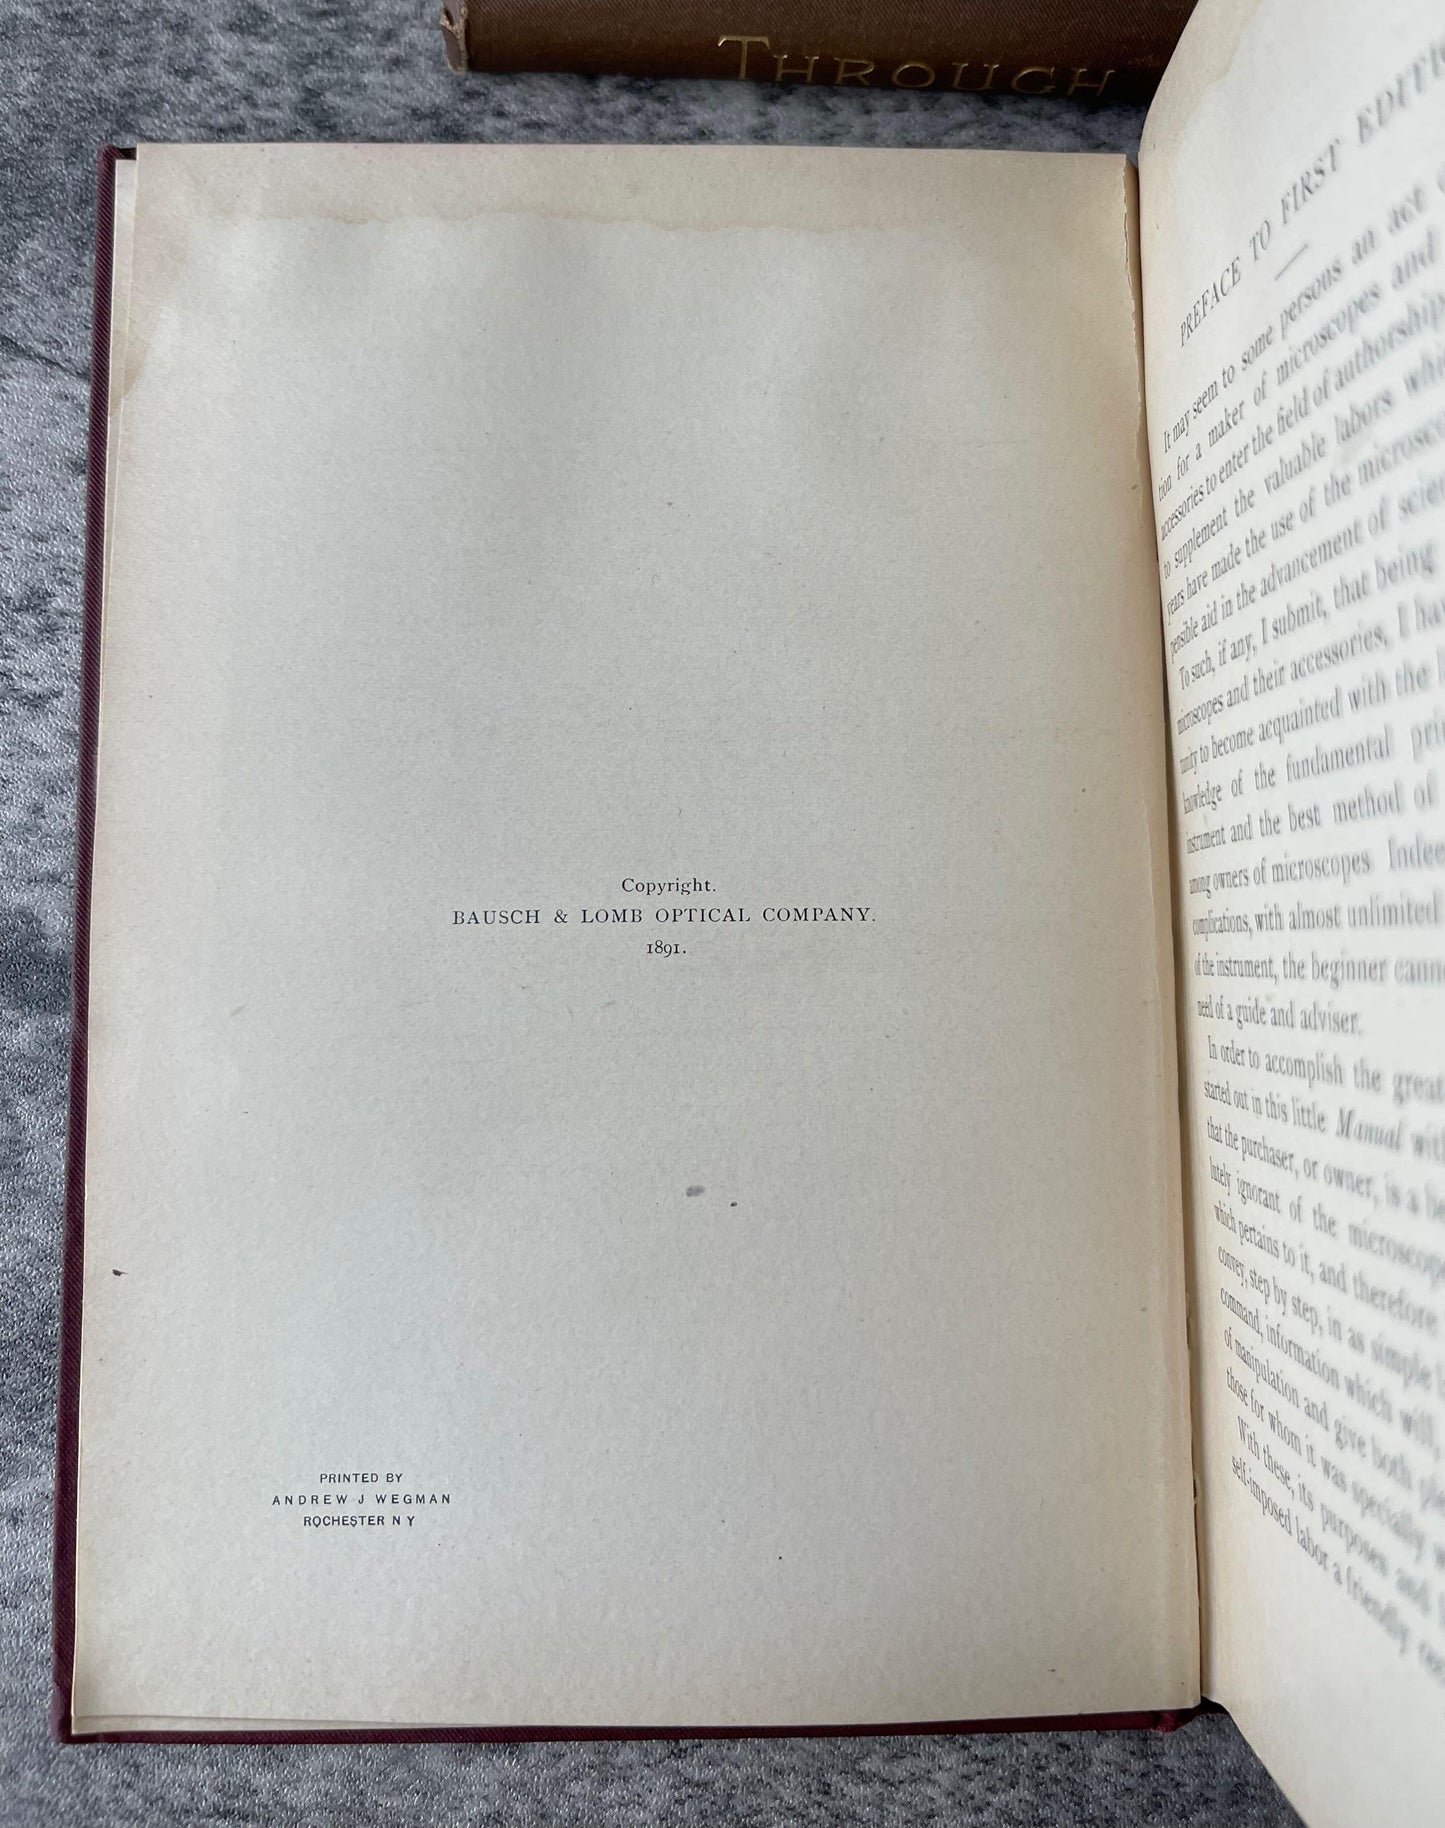 THROUGH
Copyright.
BAUSCH & LOMB OPTICAL COMPANY.
1891.
PRINTED BY
ANDREW J WEGMAN
ROCHESTER N Y
PREFACE TO FIRST EDITI
It may seem to some persons an act
tion for a maker of microscopes and
accessories to enter the field of authorship
to supplement the valuable labors whi
years have made the use of the microsc
pensible aid in the advancement of scien
To such, if any, I submit, that being
microscopes and their accessories, I ha
tunity to become acquainted with the
knowledge of the fundamental pri
instrument and the best method of
among owners of microscopes. Indee
complications, with almost unlimited
of the instrument, the beginner cann
need of a guide and adviser.
In order to accomplish the great
started out in this little Manual with
that the purchaser, or owner, is a be
lutely ignorant of the microscop
which pertains to it, and therefore
convey, step by step, in as simple
command, information which will,
of manipulation and give both ple
those for whom it was specially w
With these, its purposes and
self-imposed labor a friendly